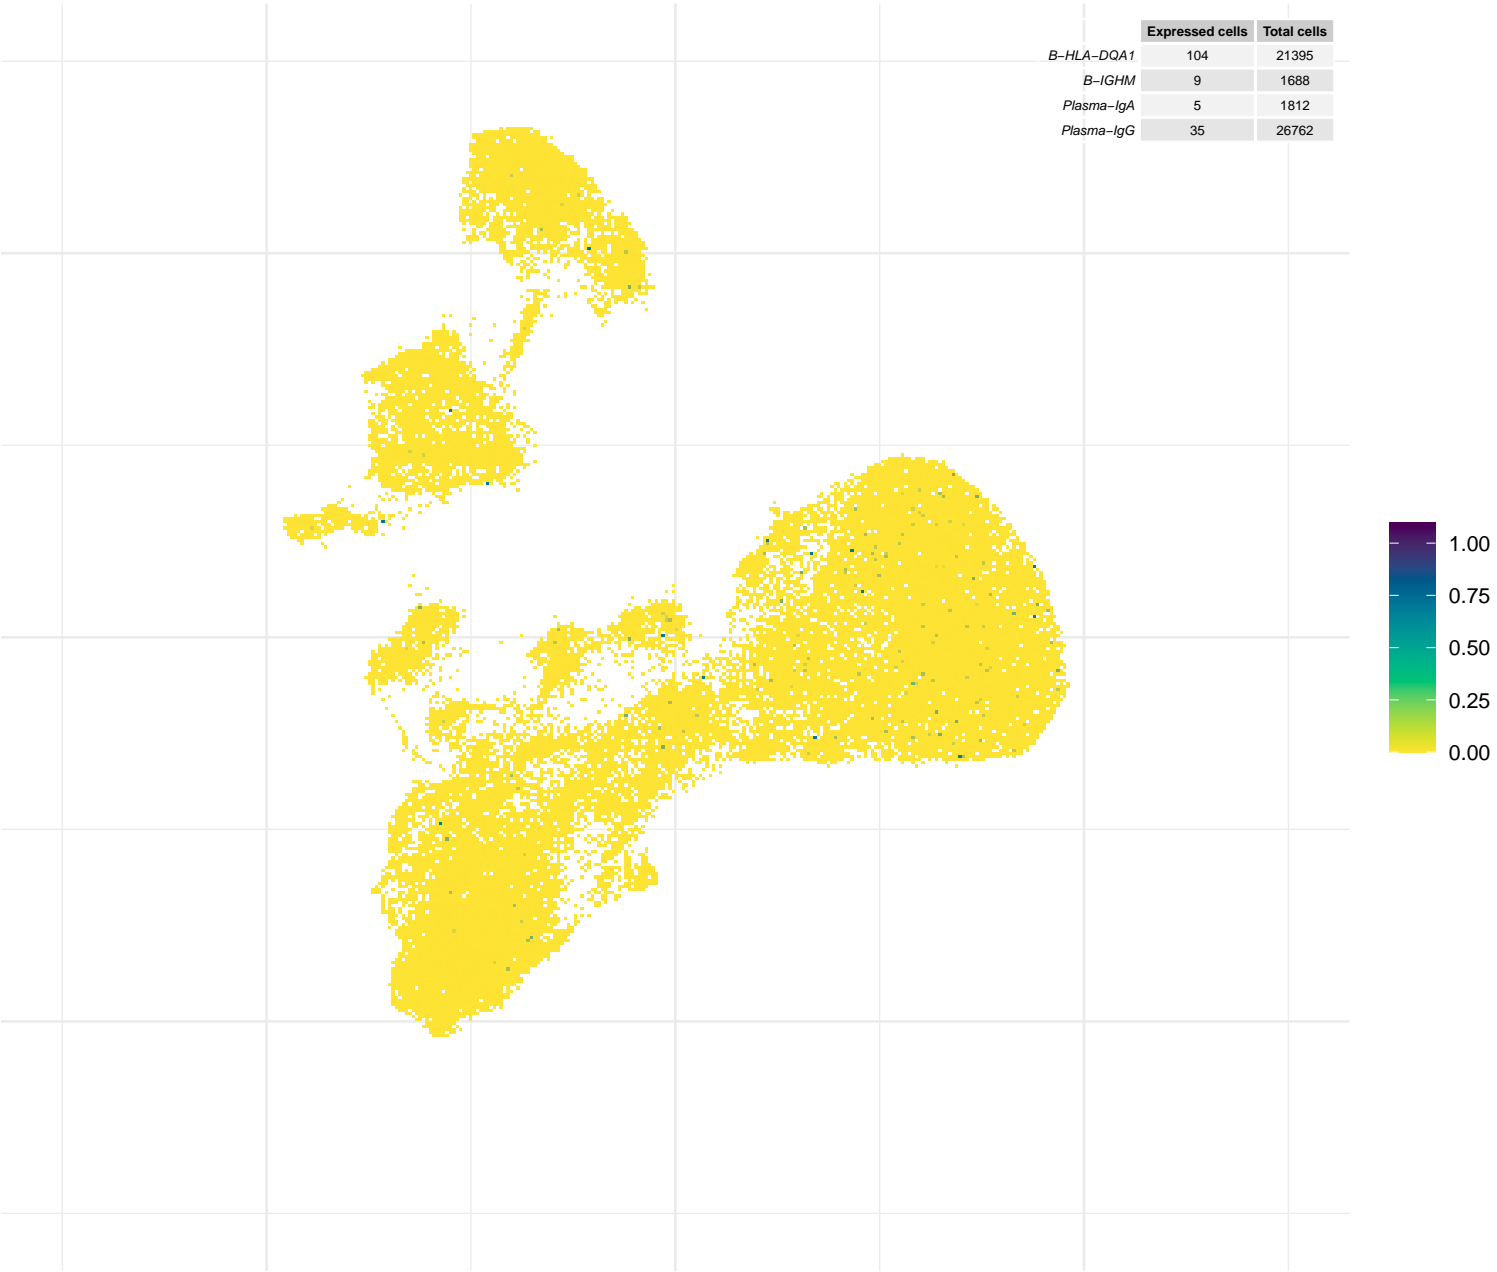 Expressed cells Total cells
B−HLA−DQA1 104 21395
B−IGHM 9 1688
Plasma−IgA 5 1812
Plasma−IgG 35 26762
1.00
0.75
0.50
0.25
0.00